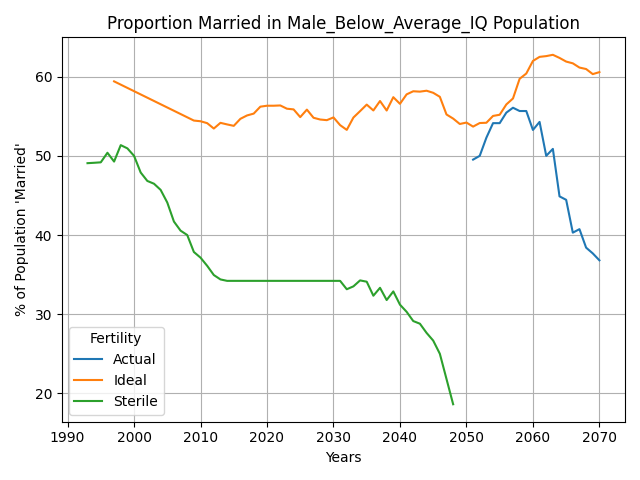 Proportion Married in Male_Below_Average_IQ Population
% of Population 'Married'
60
50
40
30
20
Fertility
Actual
Ideal
Sterile
1990 2000 2010 2020 2030 2040 2050 2060 2070
Years